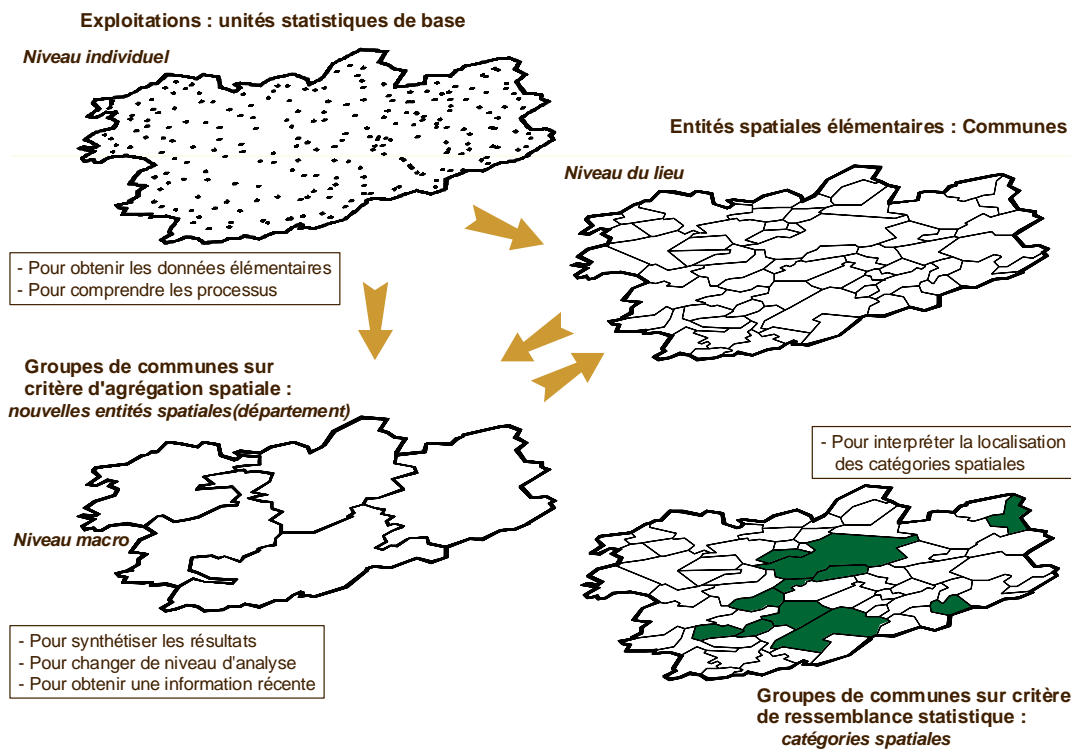 Exploitations : unités statistiques de base
Niveau individuel
Entités spatiales élémentaires : Communes
Niveau du lieu
- Pour obtenir les données élémentaires
- Pour comprendre les processus
Groupes de communes sur
critère d'agrégation spatiale :
nouvelles entités spatiales(département)
Niveau macro
- Pour synthétiser les résultats
- Pour changer de niveau d'analyse
- Pour obtenir une information récente
- Pour interpréter la localisation
des catégories spatiales
Groupes de communes sur critère
de ressemblance statistique :
catégories spatiales